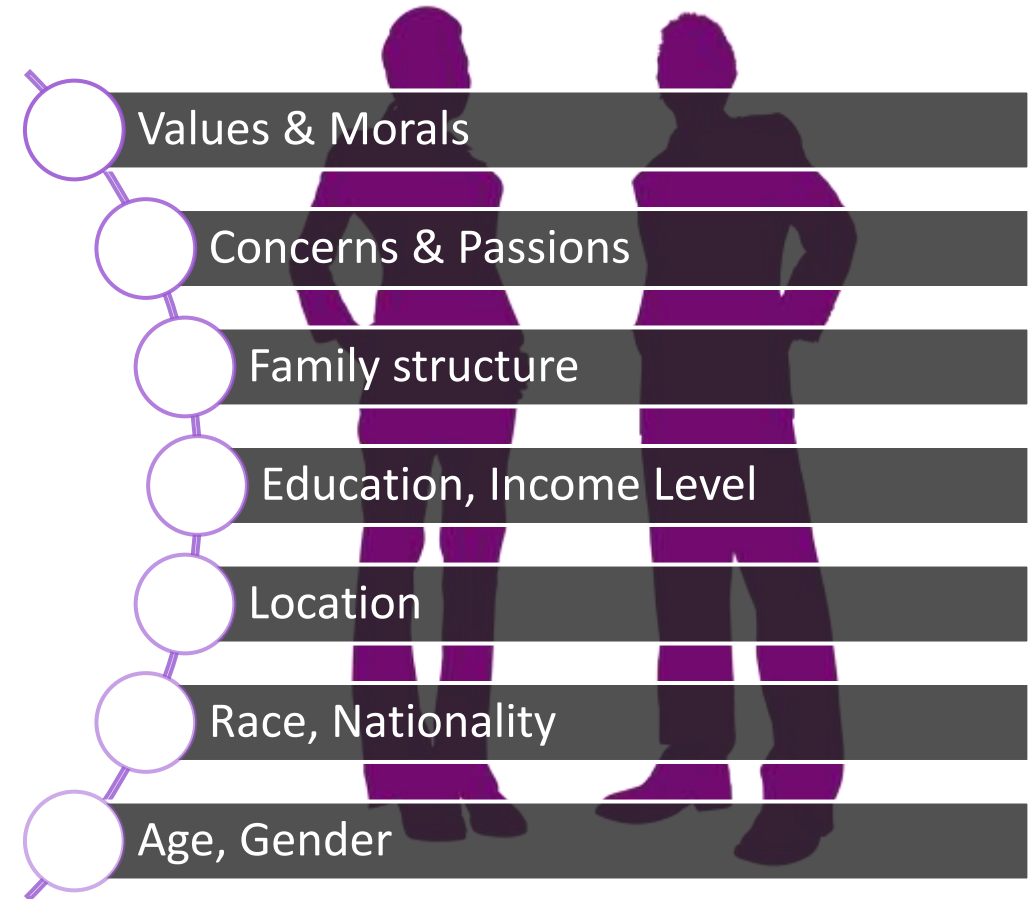 Values & Morals
Concerns & Passions
Family structure
Education, Income Level
Location
Race, Nationality
Age, Gender